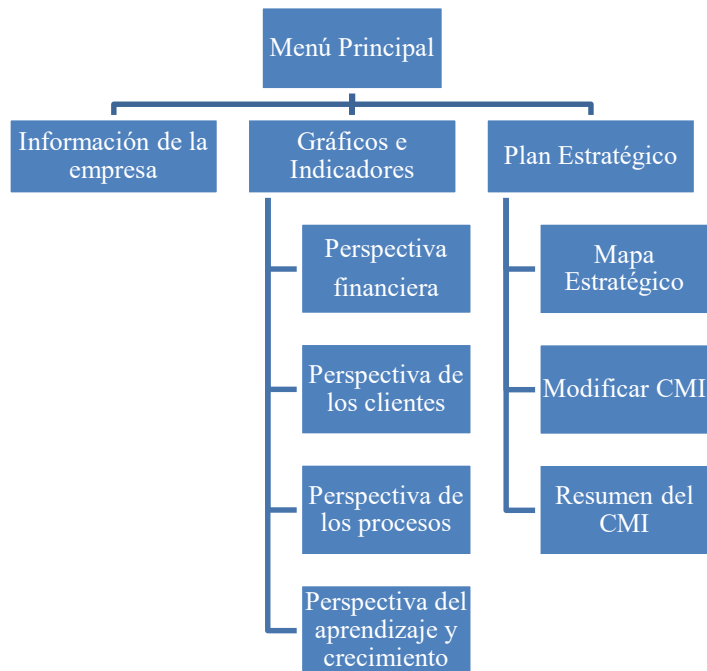 Menú Principal
Información de la
empresa
Gráficos e
Indicadores
Plan Estratégico
Perspectiva
financiera
Perspectiva de
los clientes
Perspectiva de
los procesos
Perspectiva del
aprendizaje y
crecimiento
Mapa
Estratégico
Modificar CMI
Resumen del
CMI